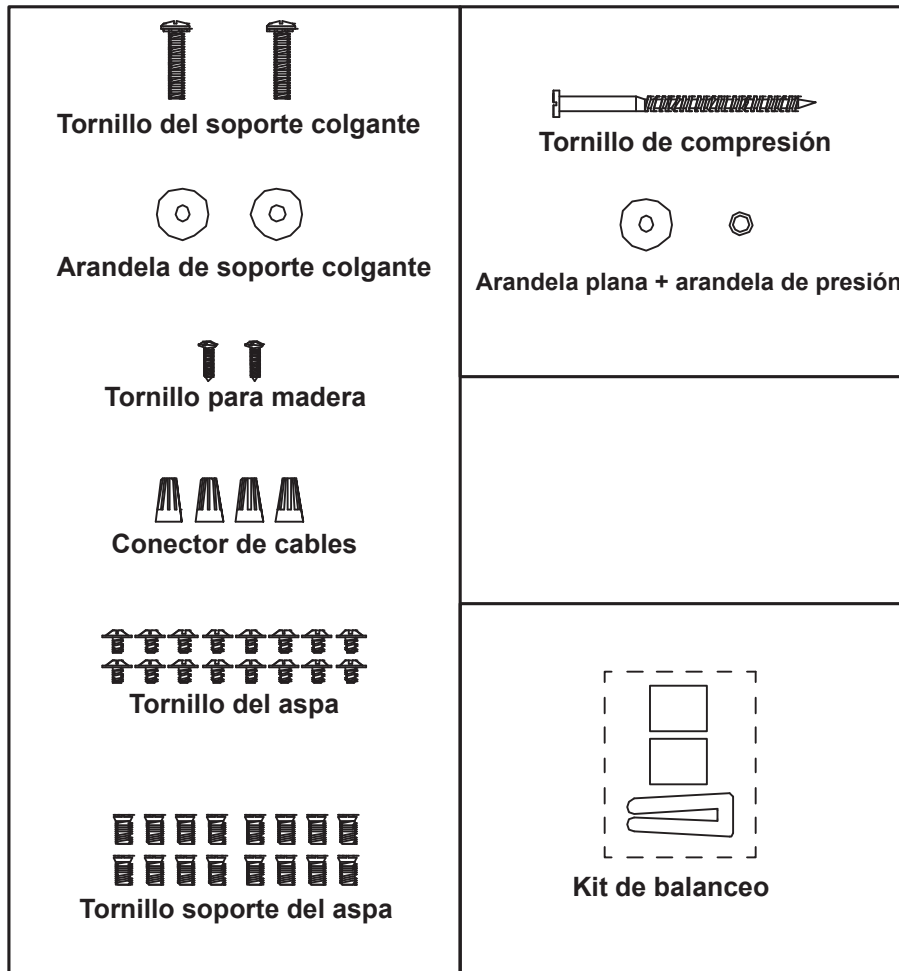 Tornillo del soporte colgante
Arandela de soporte colgante
Tornillo para madera
Conector de cables
Tornillo del aspa
Tornillo soporte del aspa
Tornillo de compresión
Arandela plana + arandela de presión
Kit de balanceo